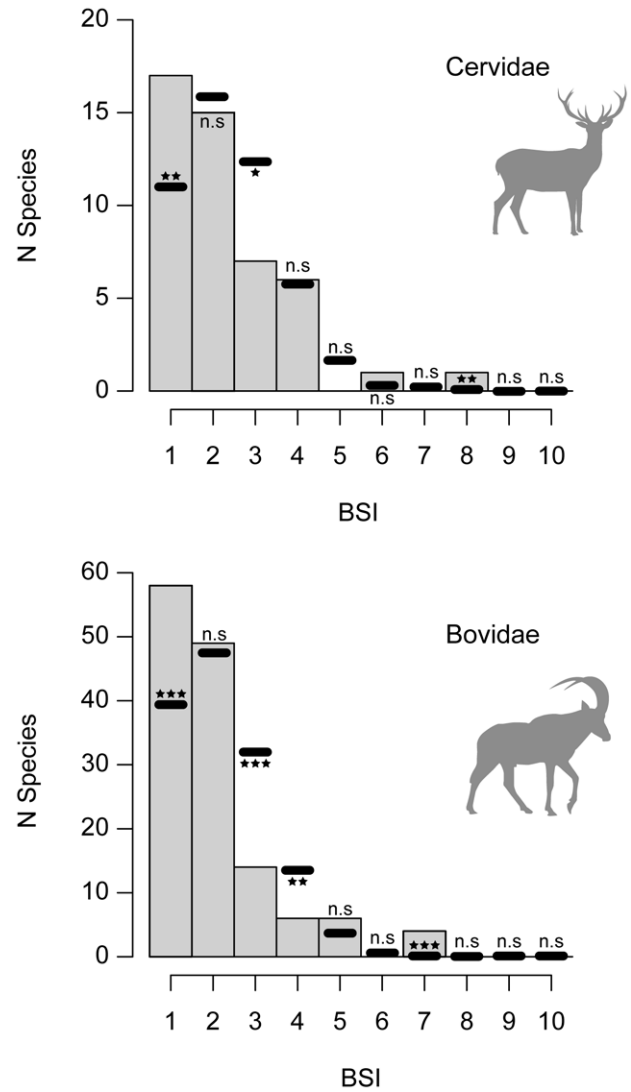 20
Cervidae
15
n.s
★★
★
10
N Species
n.s
5
n.s
n.s
★★
n.s
n.s
0
n.s
1 2 3 4 5 6 7 8 9 10
BSI
60
n.s
Bovidae
50
★★★
40
N Species
★★★
30
20
★★
10
n.s
n.s
★★★
n.s
n.s
n.s
0
1 2 3 4 5 6 7 8 9 10
BSI